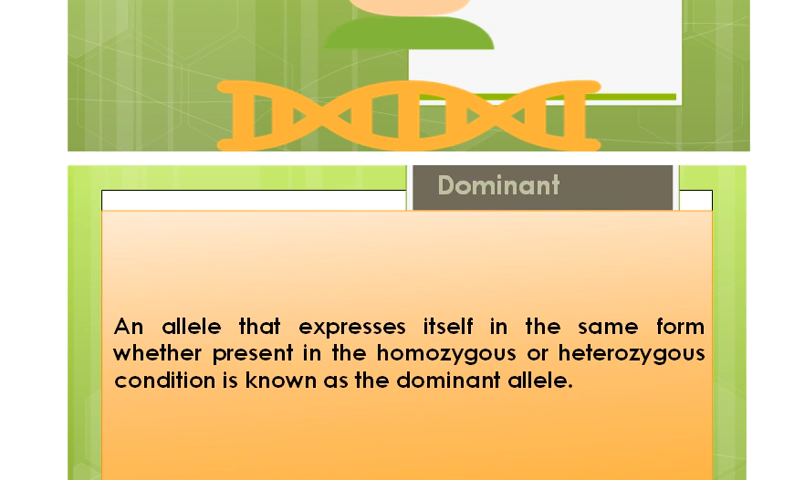 Dominant
An allele that expresses itself in the same form
whether present in the homozygous or heterozygous
condition is known as the dominant allele.